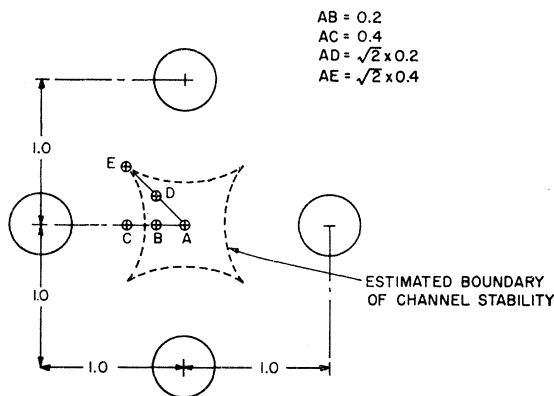 AB = 0.2
AC = 0.4
AD = √2 x 0.2
AE = √2 x 0.4
1.0
E
D
C
B
A
1.0
ESTIMATED BOUNDARY
OF CHANNEL STABILITY
1.0
1.0